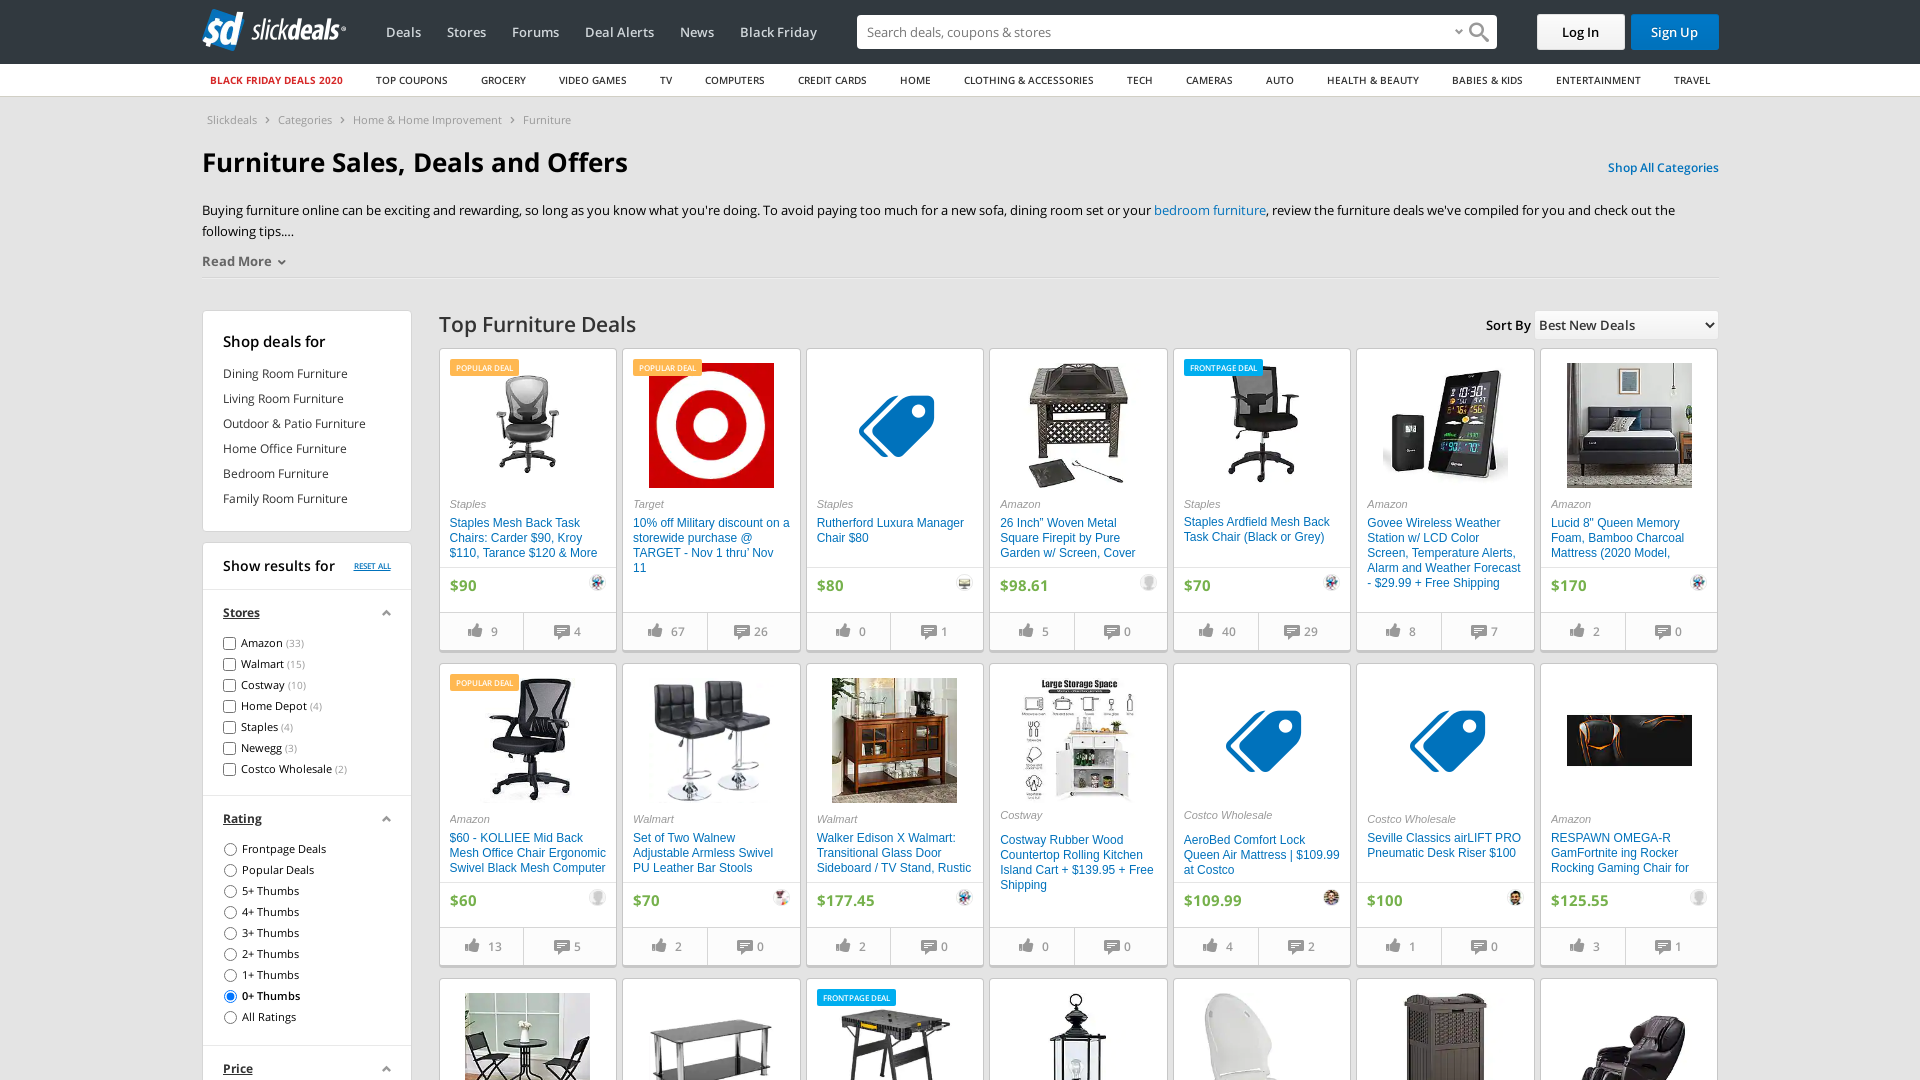 slickdeals
Deals
Stores
Forums
Deal Alerts
News
Black Friday
Search deals, coupons & stores
Log In
Sign Up
BLACK FRIDAY DEALS 2020
TOP COUPONS
GROCERY
VIDEO GAMES
TV
COMPUTERS
CREDIT CARDS
HOME
CLOTHING & ACCESSORIES
TECH
CAMERAS
AUTO
HEALTH & BEAUTY
BABIES & KIDS
ENTERTAINMENT
TRAVEL
Slickdeals > Categories > Home & Home Improvement > Furniture
Furniture Sales, Deals and Offers
Shop All Categories
Buying furniture online can be exciting and rewarding, so long as you know what you're doing. To avoid paying too much for a new sofa, dining room set or your bedroom furniture, review the furniture deals we've compiled for you and check out the
following tips....
Read More
Shop deals for
Dining Room Furniture
Living Room Furniture
Outdoor & Patio Furniture
Home Office Furniture
Bedroom Furniture
Family Room Furniture
Show results for
RESET ALL
Stores
Amazon (33)
Walmart (15)
Costway (10)
Home Depot (4)
Staples (4)
Newegg (3)
Costco Wholesale (2)
Rating
Frontpage Deals
Popular Deals
5+ Thumbs
4+ Thumbs
3+ Thumbs
2+ Thumbs
1+ Thumbs
0+ Thumbs
All Ratings
Price
Top Furniture Deals
Sort By Best New Deals
POPULAR DEAL
Staples
Staples Mesh Back Task
Chairs: Carder $90, Kroy
$110, Tarance $120 & More
$90
9
4
POPULAR DEAL
Target
10% off Military discount on a
storewide purchase @
TARGET - Nov 1 thru' Nov
11
67
26
Staples
Rutherford Luxura Manager
Chair $80
$80
0
1
Amazon
26 Inch" Woven Metal
Square Firepit by Pure
Garden w/ Screen, Cover
$98.61
5
0
FRONTPAGE DEAL
Staples
Staples Ardfield Mesh Back
Task Chair (Black or Grey)
$70
40
29
Amazon
Govee Wireless Weather
Station w/ LCD Color
Screen, Temperature Alerts,
Alarm and Weather Forecast
- $29.99 + Free Shipping
8
7
Amazon
Lucid 8" Queen Memory
Foam, Bamboo Charcoal
Mattress (2020 Model,
$170
2
0
POPULAR DEAL
Amazon
$60 - KOLLIEE Mid Back
Mesh Office Chair Ergonomic
Swivel Black Mesh Computer
$60
13
5
Walmart
Set of Two Walnew
Adjustable Armless Swivel
PU Leather Bar Stools
$70
2
0
Walmart
Walker Edison X Walmart:
Transitional Glass Door
Sideboard / TV Stand, Rustic
$177.45
2
0
Large Storage Space
Costway
Costway Rubber Wood
Countertop Rolling Kitchen
Island Cart + $139.95 + Free
Shipping
0
0
Costco Wholesale
AeroBed Comfort Lock
Queen Air Mattress | $109.99
at Costco
$109.99
4
2
Costco Wholesale
Seville Classics airLIFT PRO
Pneumatic Desk Riser $100
$100
1
0
Amazon
RESPAWN OMEGA-R
GamFortnite ing Rocker
Rocking Gaming Chair for
$125.55
3
1
FRONTPAGE DEAL